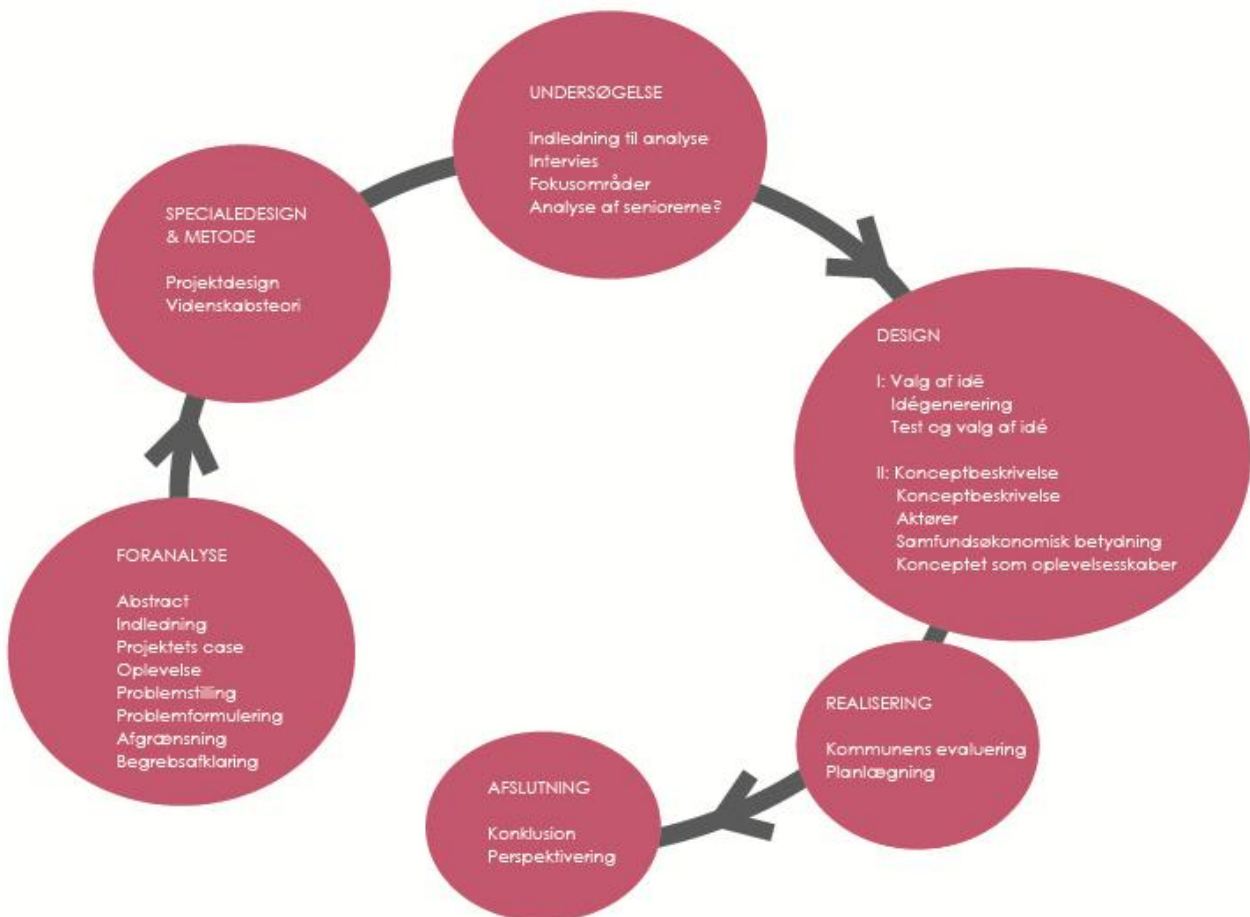 FORANALYSE
Abstract
Indledning
Projektets case
Oplevelse
Problemstilling
Problemformulering
Afgrænsning
Begrebsafklaring
SPECIALEDESIGN
& METODE
Projektdesign
Videnskabsteori
UNDERSØGELSE
Indledning til analyse
Intervies
Fokusområder
Analyse af seniorerne?
DESIGN
I: Valg af idë
Idégenerering
Test og valg af idé
II: Konceptbeskrivelse
Konceptbeskrivelse
Aktører
Samfundsøkonomisk betydning
Konceptet som oplevelsesskaber
REALISERING
Kommunens evaluering
Planlægning
AFSLUTNING
Konklusion
Perspektivering